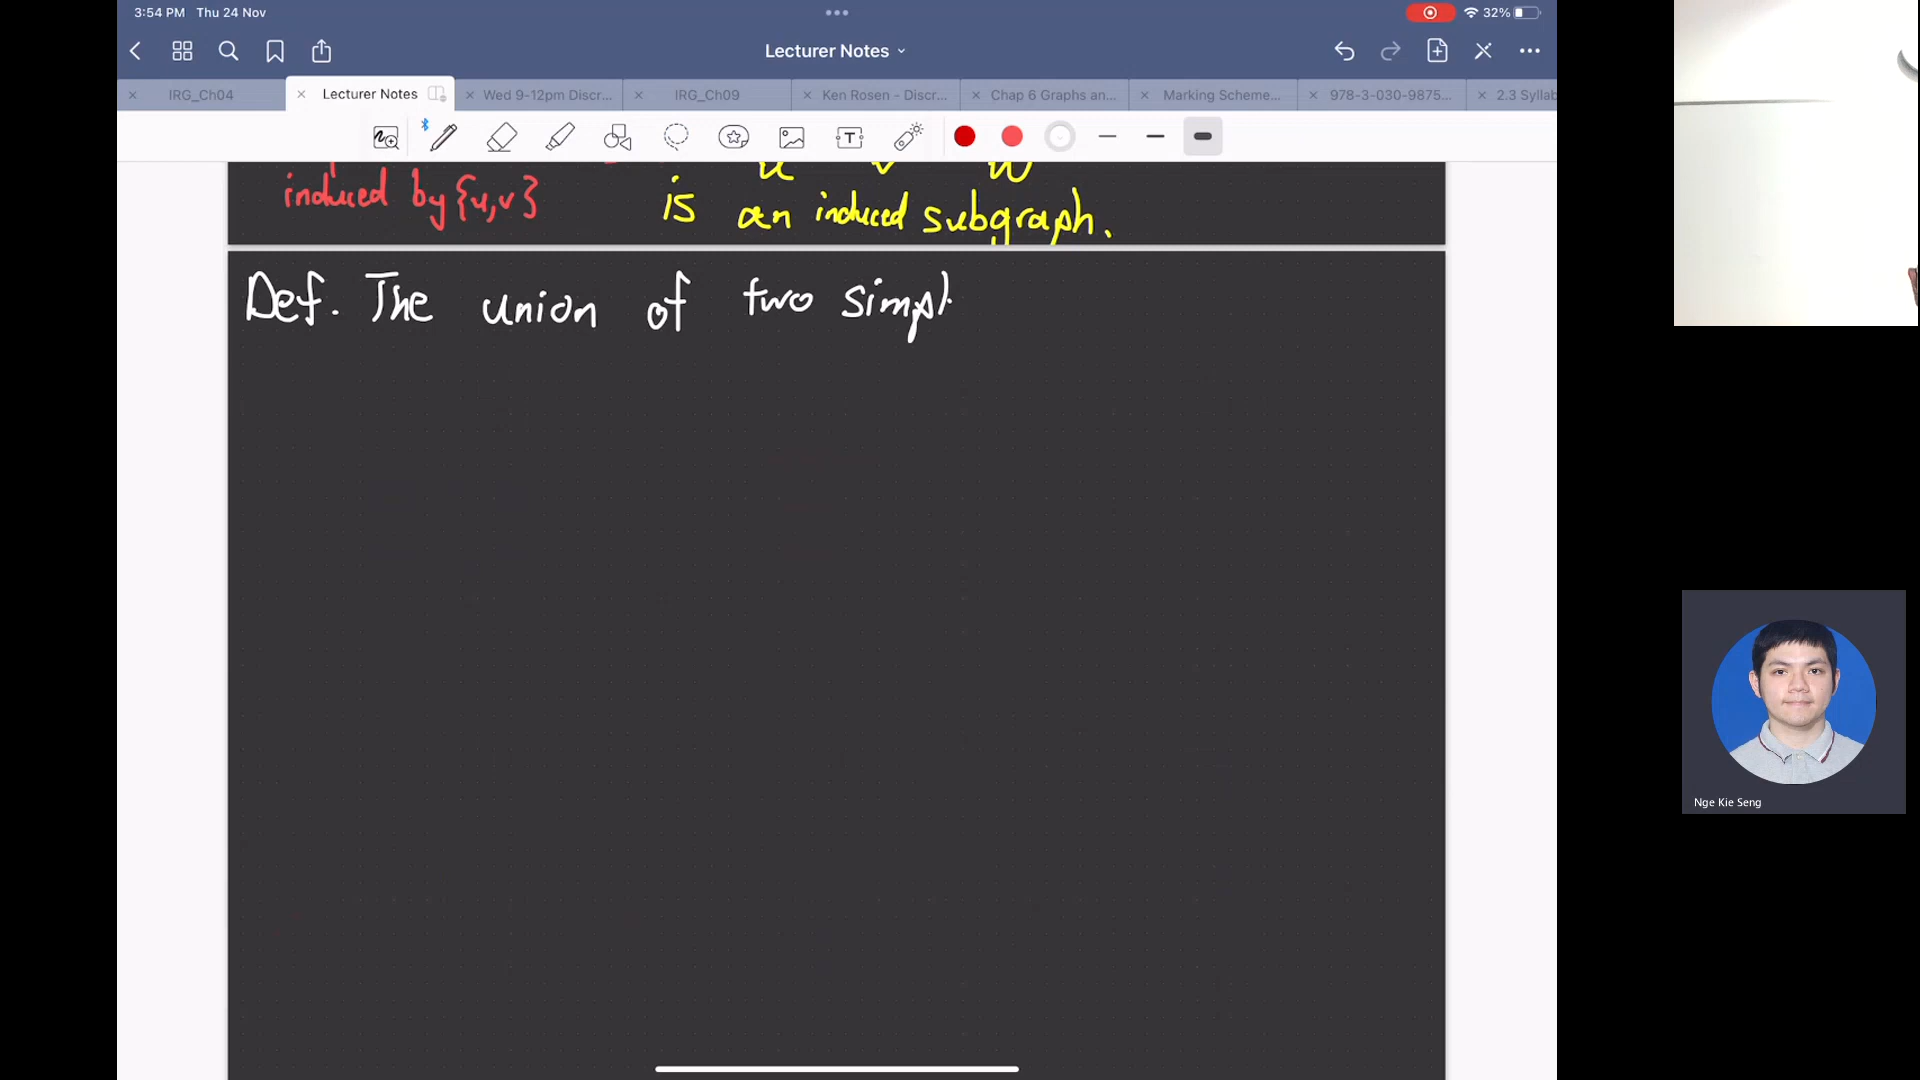 3:54 PM Thu 24 Nov
32%
Lecturer Notes
IRG_Ch04
Lecturer Notes
Wed 9-12pm Discr...
IRG_Ch09
Ken Rosen - Discr...
Chap 6 Graphs an...
Marking Scheme...
978-3-030-9875...
2.3 Syllab
induced by {u,v}
u v w
is an induced subgraph.
Def. The union of two simpl
Nge Kie Seng